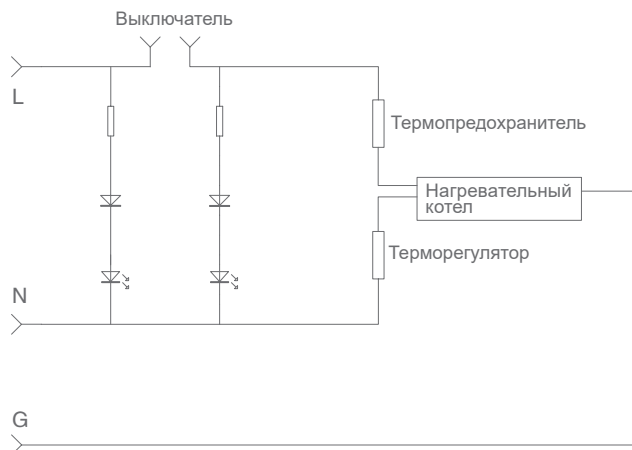 Выключатель
L
Термопредохранитель
Нагревательный
котел
Терморегулятор
N
G